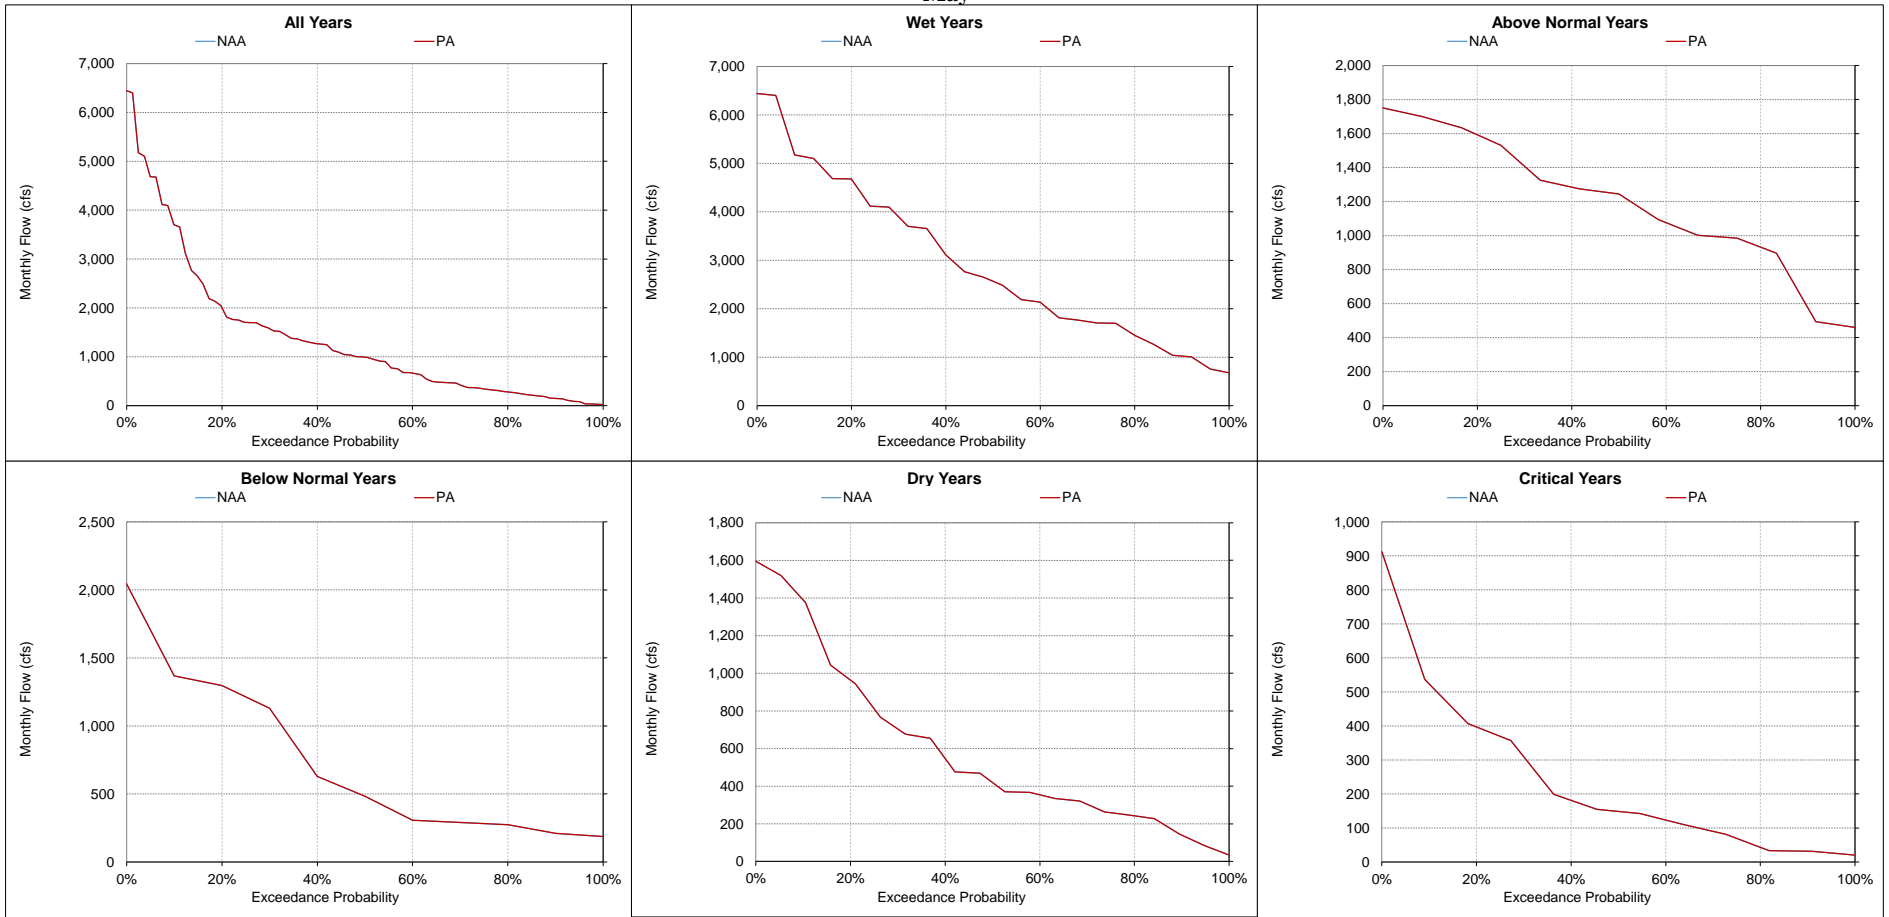 May
All Years
NAA PA
7,000
6,000
5,000
4,000
3,000
2,000
1,000
0
Monthly Flow (cfs)
0% 20% 40% 60% 80% 100%
Exceedance Probability
Wet Years
NAA PA
7,000
6,000
5,000
4,000
3,000
2,000
1,000
0
Monthly Flow (cfs)
0% 20% 40% 60% 80% 100%
Exceedance Probability
Above Normal Years
NAA PA
2,000
1,800
1,600
1,400
1,200
1,000
800
600
400
200
0
Monthly Flow (cfs)
0% 20% 40% 60% 80% 100%
Exceedance Probability
Below Normal Years
NAA PA
2,500
2,000
1,500
1,000
500
0
Monthly Flow (cfs)
0% 20% 40% 60% 80% 100%
Exceedance Probability
Dry Years
NAA PA
1,800
1,600
1,400
1,200
1,000
800
600
400
200
0
Monthly Flow (cfs)
0% 20% 40% 60% 80% 100%
Exceedance Probability
Critical Years
NAA PA
1,000
900
800
700
600
500
400
300
200
100
0
Monthly Flow (cfs)
0% 20% 40% 60% 80% 100%
Exceedance Probability